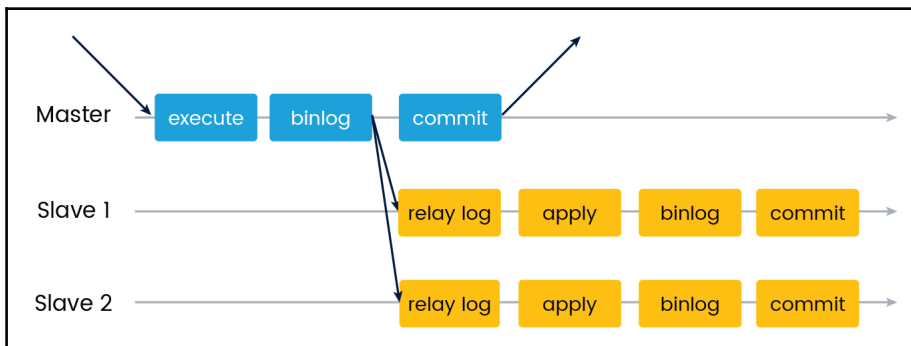 Master execute binlog commit
Slave 1 relay log apply binlog commit
Slave 2 relay log apply binlog commit